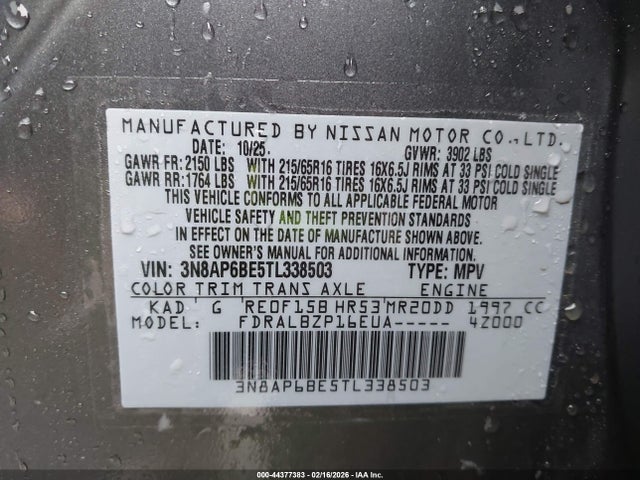 MANUFACTURED BY NISSAN MOTOR CO., LTD.
DATE: 10/25. GVWR: 3902 LBS
GAWR FR: 2150 LBS WITH 215/65R16 TIRES 16X6.5J RIMS AT 33 PSI COLD SINGLE
GAWR RR: 1764 LBS WITH 215/65R16 TIRES 16X6.5J RIMS AT 33 PSI COLD SINGLE
THIS VEHICLE CONFORMS TO ALL APPLICABLE FEDERAL MOTOR
VEHICLE SAFETY AND THEFT PREVENTION STANDARDS
IN EFFECT ON THE DATE OF MANUFACTURE SHOWN ABOVE.
SEE OWNER'S MANUAL FOR ADDITIONAL INFORMATION.
VIN: 3N8AP6BE5TL338503 TYPE: MPV
COLOR TRIM TRANS AXLE ENGINE
KAD G RE0F15B HR53 MR20DD 1997 CC
MODEL: FDRALBZP16EUA----- 4Z000
3N8AP6BE5TL338503
000-44377383 - 02/16/2026 - IAA Inc.